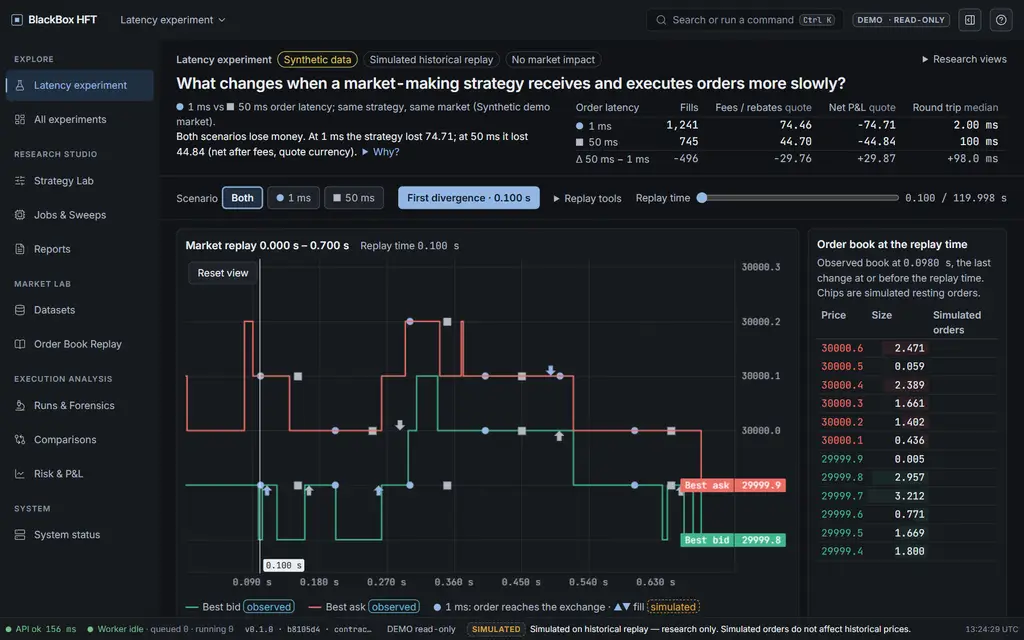 BlackBox HFT
Latency experiment
Search or run a command Ctrl K
DEMO · READ-ONLY
EXPLORE
Latency experiment
All experiments
RESEARCH STUDIO
Strategy Lab
Jobs & Sweeps
Reports
MARKET LAB
Datasets
Order Book Replay
EXECUTION ANALYSIS
Runs & Forensics
Comparisons
Risk & P&L
SYSTEM
System status
Latency experiment Synthetic data Simulated historical replay No market impact
Research views
What changes when a market-making strategy receives and executes orders more slowly?
1 ms vs 50 ms order latency; same strategy, same market (Synthetic demo
market).
Both scenarios lose money. At 1 ms the strategy lost 74.71; at 50 ms it lost
44.84 (net after fees, quote currency). Why?
Order latency Fills Fees / rebates quote Net P&L quote Round trip median
1 ms 1,241 74.46 -74.71 2.00 ms
50 ms 745 44.70 -44.84 100 ms
Δ 50 ms − 1 ms -496 -29.76 +29.87 +98.0 ms
Scenario Both 1 ms 50 ms First divergence · 0.100 s Replay tools Replay time 0.100 / 119.998 s
Market replay 0.000 s – 0.700 s Replay time 0.100 s
Reset view
30000.3
30000.2
30000.1
30000.0
Best ask 29999.9
Best bid 29999.8
0.100 s
0.090 s 0.180 s 0.270 s 0.360 s 0.450 s 0.540 s 0.630 s
Best bid observed Best ask observed 1 ms: order reaches the exchange · ▲▼ fill simulated
Order book at the replay time
Observed book at 0.0980 s, the last
change at or before the replay time.
Chips are simulated resting orders.
Price Size Simulated
orders
30000.6 2.471
30000.5 0.059
30000.4 2.389
30000.3 1.661
30000.2 1.402
30000.1 0.436
29999.9 0.005
29999.8 2.957
29999.7 3.212
29999.6 0.771
29999.5 1.669
29999.4 1.800
API ok 156 ms Worker idle · queued 0 · running 0 v0.1.0 · b8105d4 · contrac… DEMO read-only SIMULATED Simulated on historical replay — research only. Simulated orders do not affect historical prices. 13:24:29 UTC